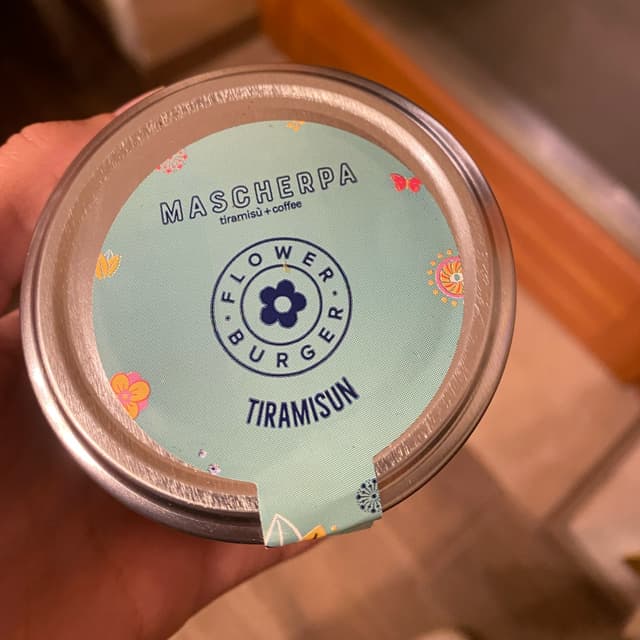 MASCHERPA
tiramisù + coffee
FLOWER
BURGER
TIRAMISUN